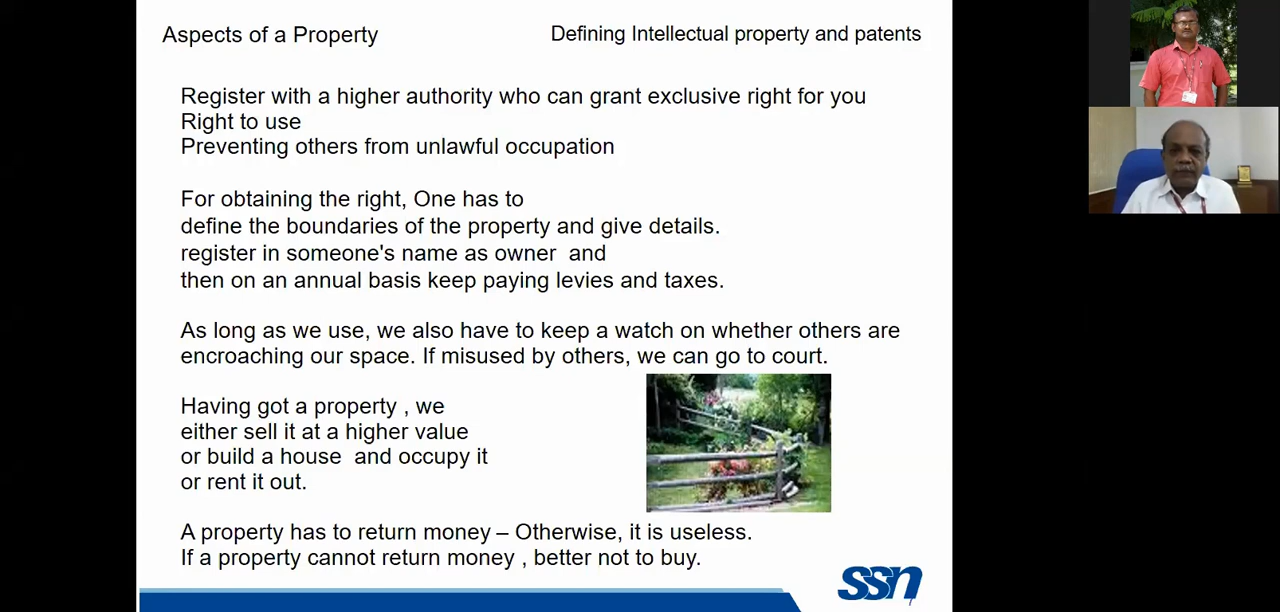 Aspects of a Property
Defining Intellectual property and patents
Register with a higher authority who can grant exclusive right for you
Right to use
Preventing others from unlawful occupation
For obtaining the right, One has to
define the boundaries of the property and give details.
register in someone's name as owner and
then on an annual basis keep paying levies and taxes.
As long as we use, we also have to keep a watch on whether others are
encroaching our space. If misused by others, we can go to court.
Having got a property , we
either sell it at a higher value
or build a house and occupy it
or rent it out.
A property has to return money – Otherwise, it is useless.
If a property cannot return money , better not to buy.
ssn